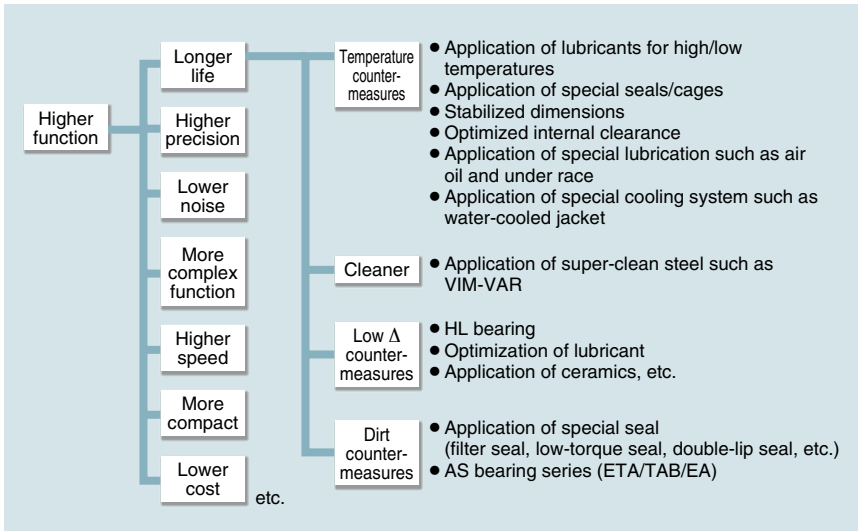 Higher
function
Longer
life
Higher
precision
Lower
noise
More
complex
function
Higher
speed
More
compact
Lower
cost
etc.
Temperature
counter-
measures
● Application of lubricants for high/low
temperatures
● Application of special seals/cages
● Stabilized dimensions
● Optimized internal clearance
● Application of special lubrication such as air
oil and under race
● Application of special cooling system such as
water-cooled jacket
Cleaner
● Application of super-clean steel such as
VIM-VAR
Low Δ
counter-
measures
● HL bearing
● Optimization of lubricant
● Application of ceramics, etc.
Dirt
counter-
measures
● Application of special seal
(filter seal, low-torque seal, double-lip seal, etc.)
● AS bearing series (ETA/TAB/EA)